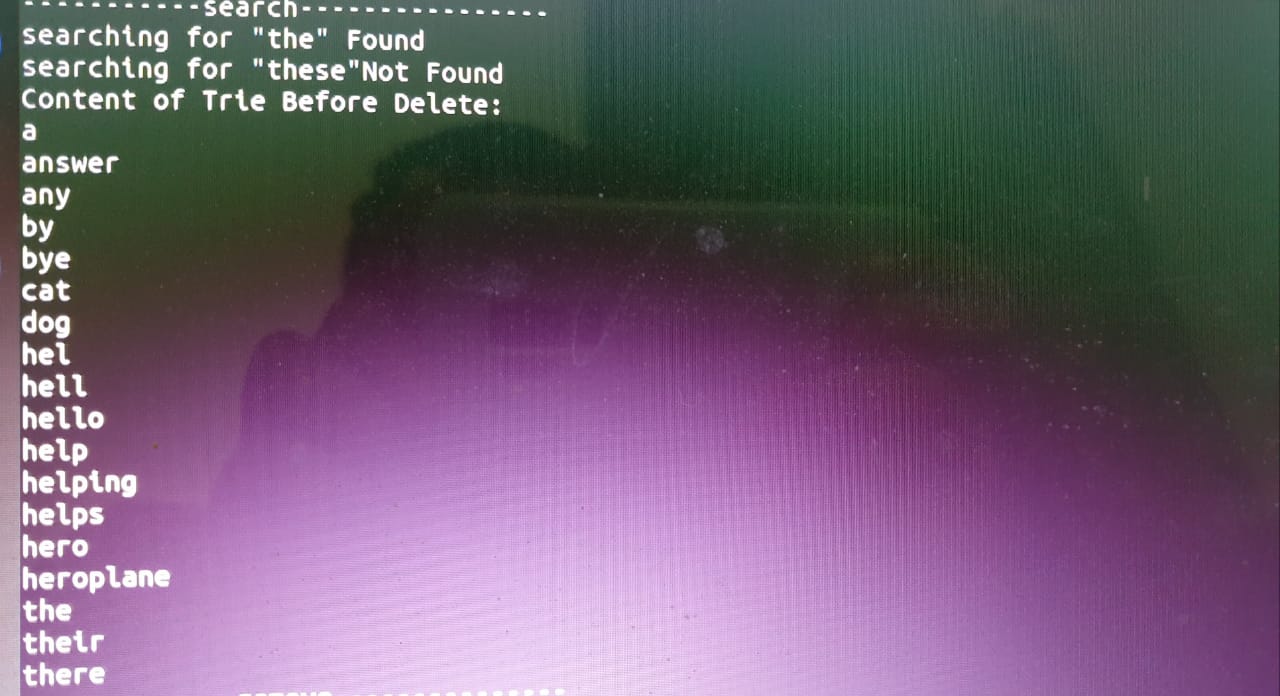 -----------search----------------
searching for "the" Found
searching for "these"Not Found
Content of Trie Before Delete:
a
answer
any
by
bye
cat
dog
hel
hell
hello
help
helping
helps
hero
heroplane
the
their
there